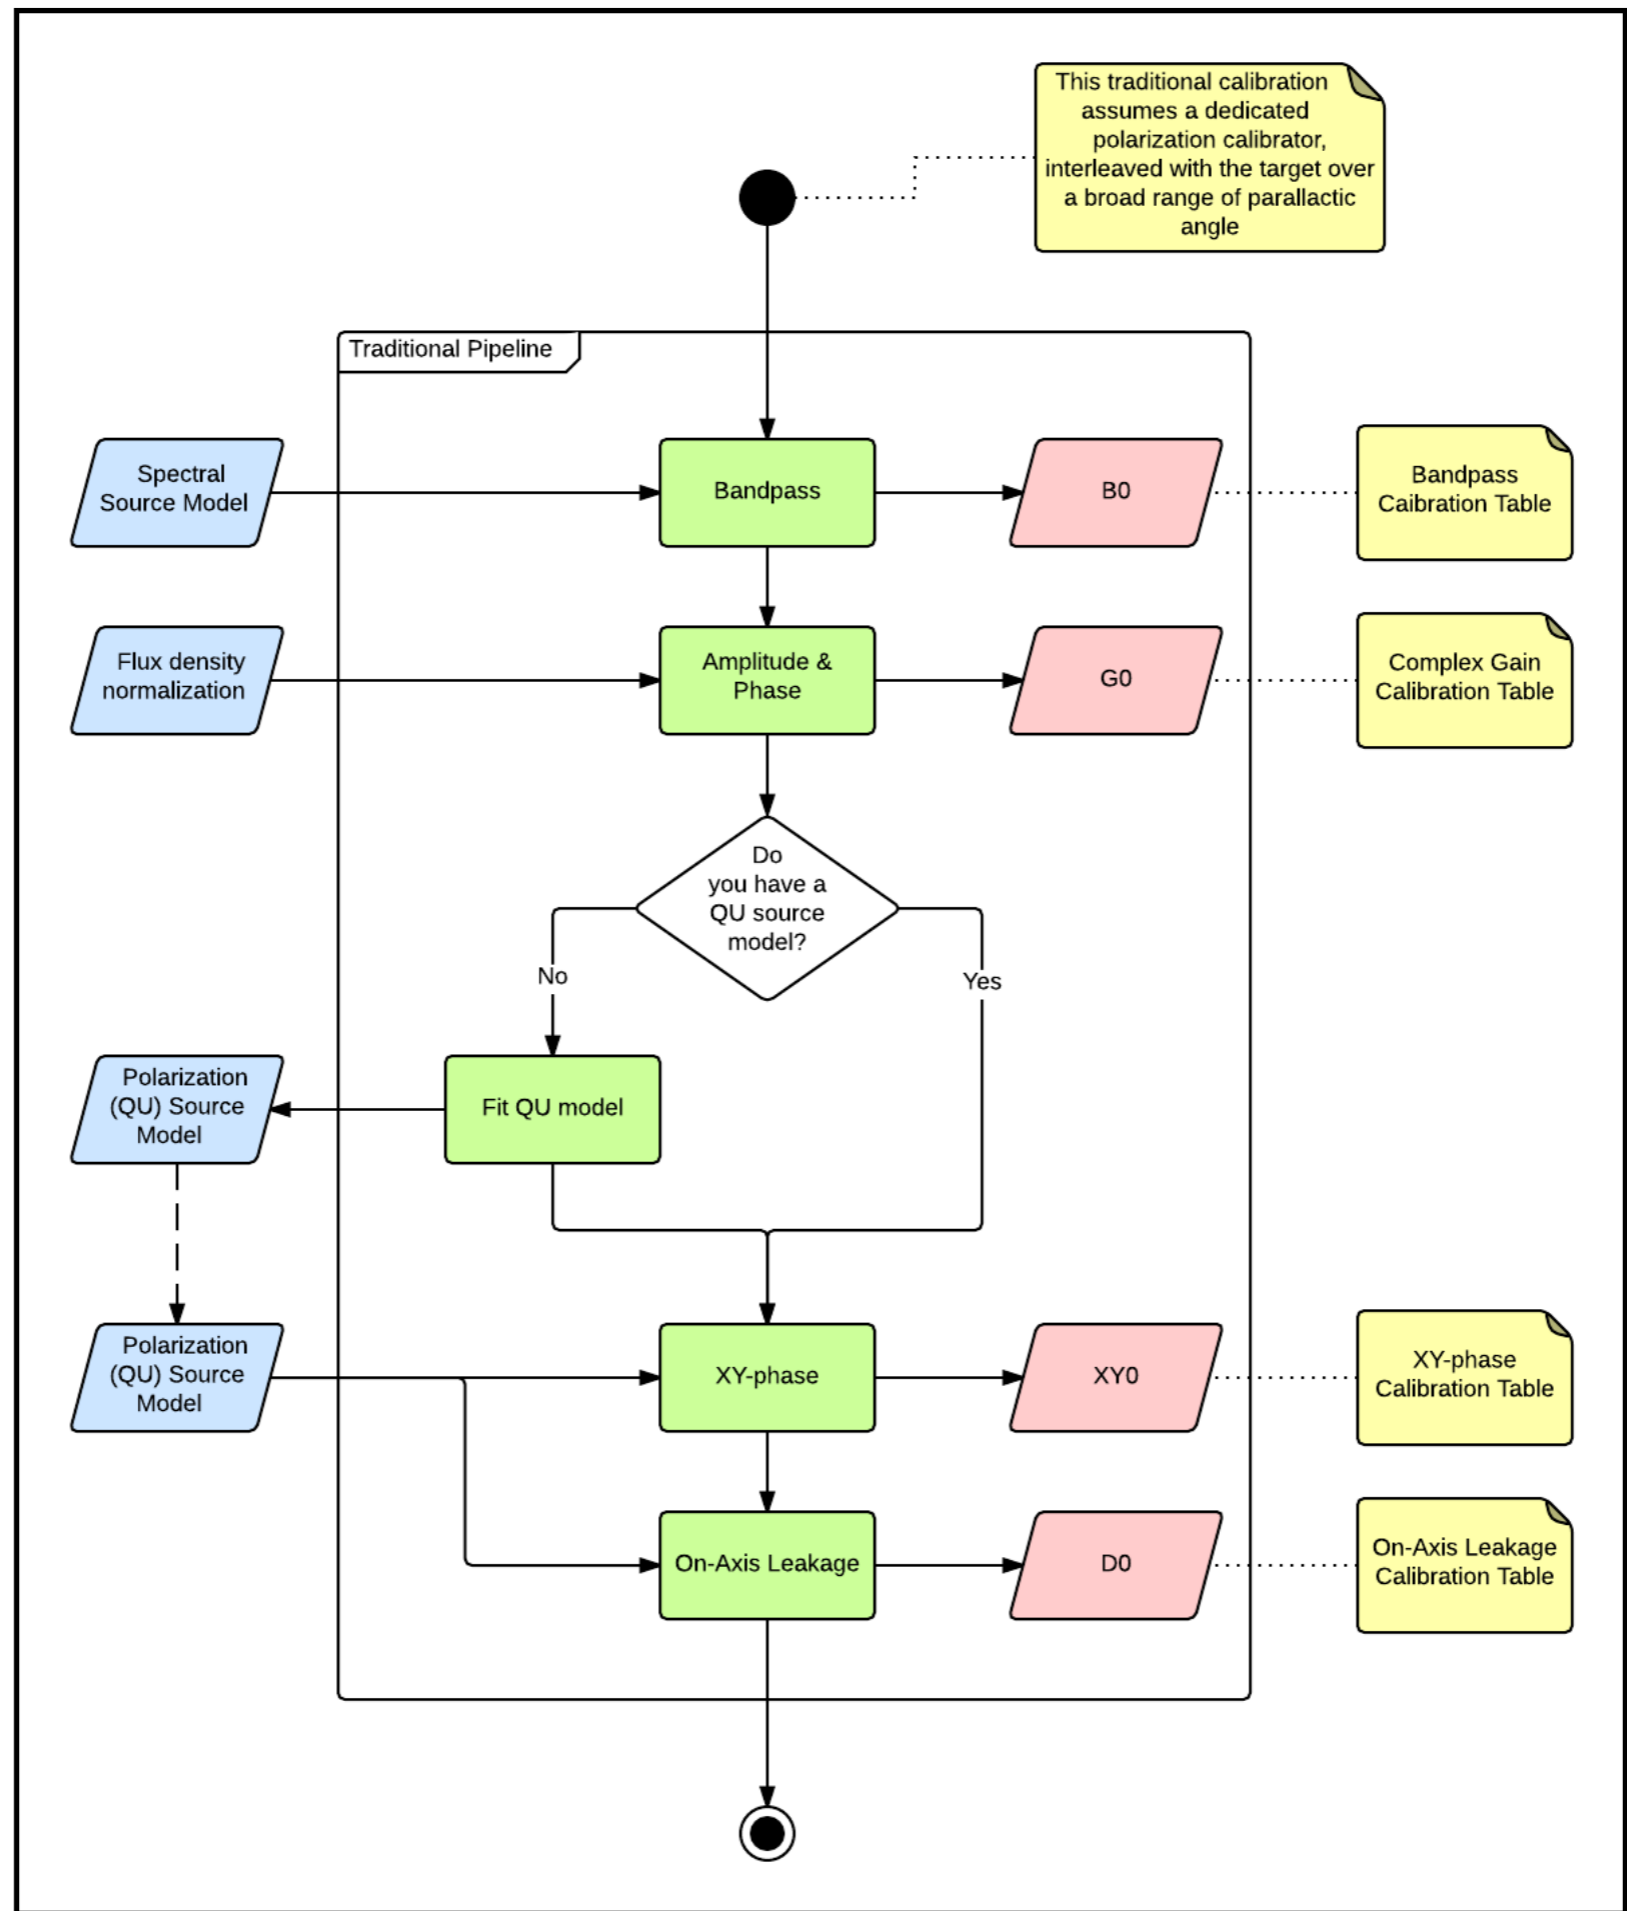 This traditional calibration
assumes a dedicated
polarization calibrator,
interleaved with the target over
a broad range of parallactic
angle
Traditional Pipeline
Spectral
Source Model
Bandpass
B0
Bandpass
Caibration Table
Flux density
normalization
Amplitude &
Phase
G0
Complex Gain
Calibration Table
Do
you have a
QU source
model?
No
Yes
Polarization
(QU) Source
Model
Fit QU model
Polarization
(QU) Source
Model
XY-phase
XY0
XY-phase
Calibration Table
On-Axis Leakage
D0
On-Axis Leakage
Calibration Table